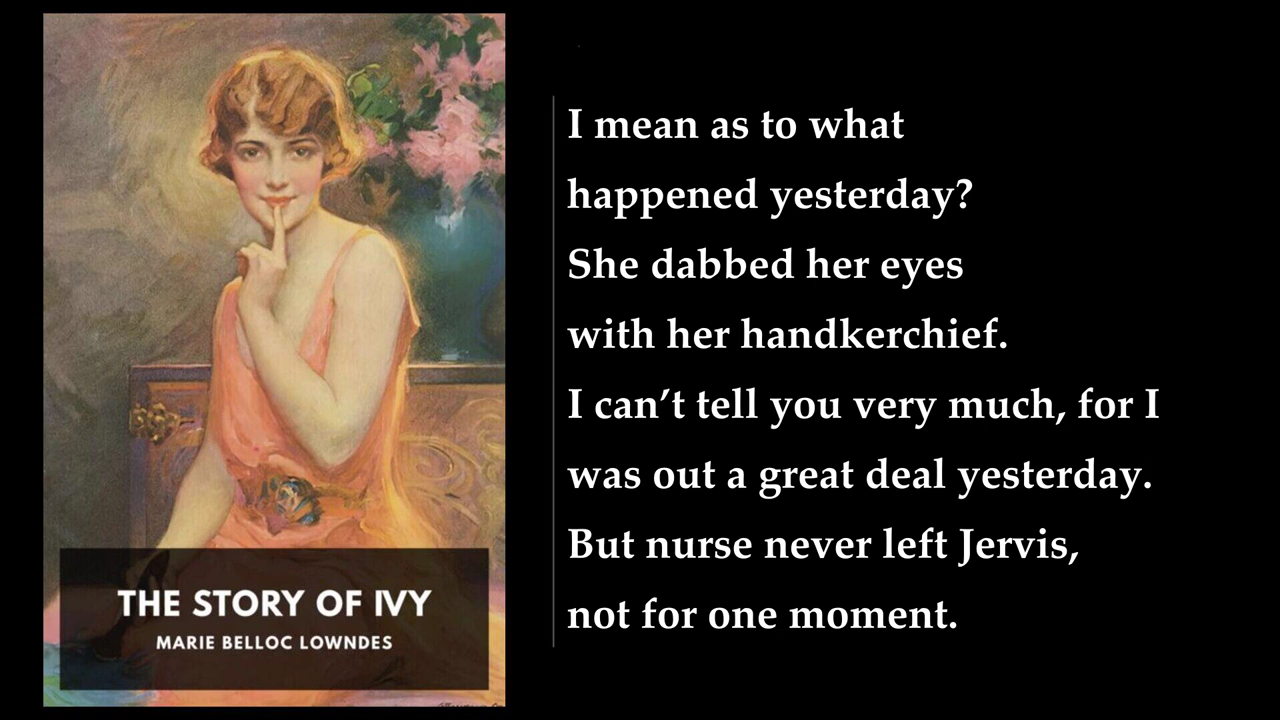 THE STORY OF IVY
MARIE BELLOC LOWNDES
I mean as to what
happened yesterday?
She dabbed her eyes
with her handkerchief.
I can’t tell you very much, for I
was out a great deal yesterday.
But nurse never left Jervis,
not for one moment.